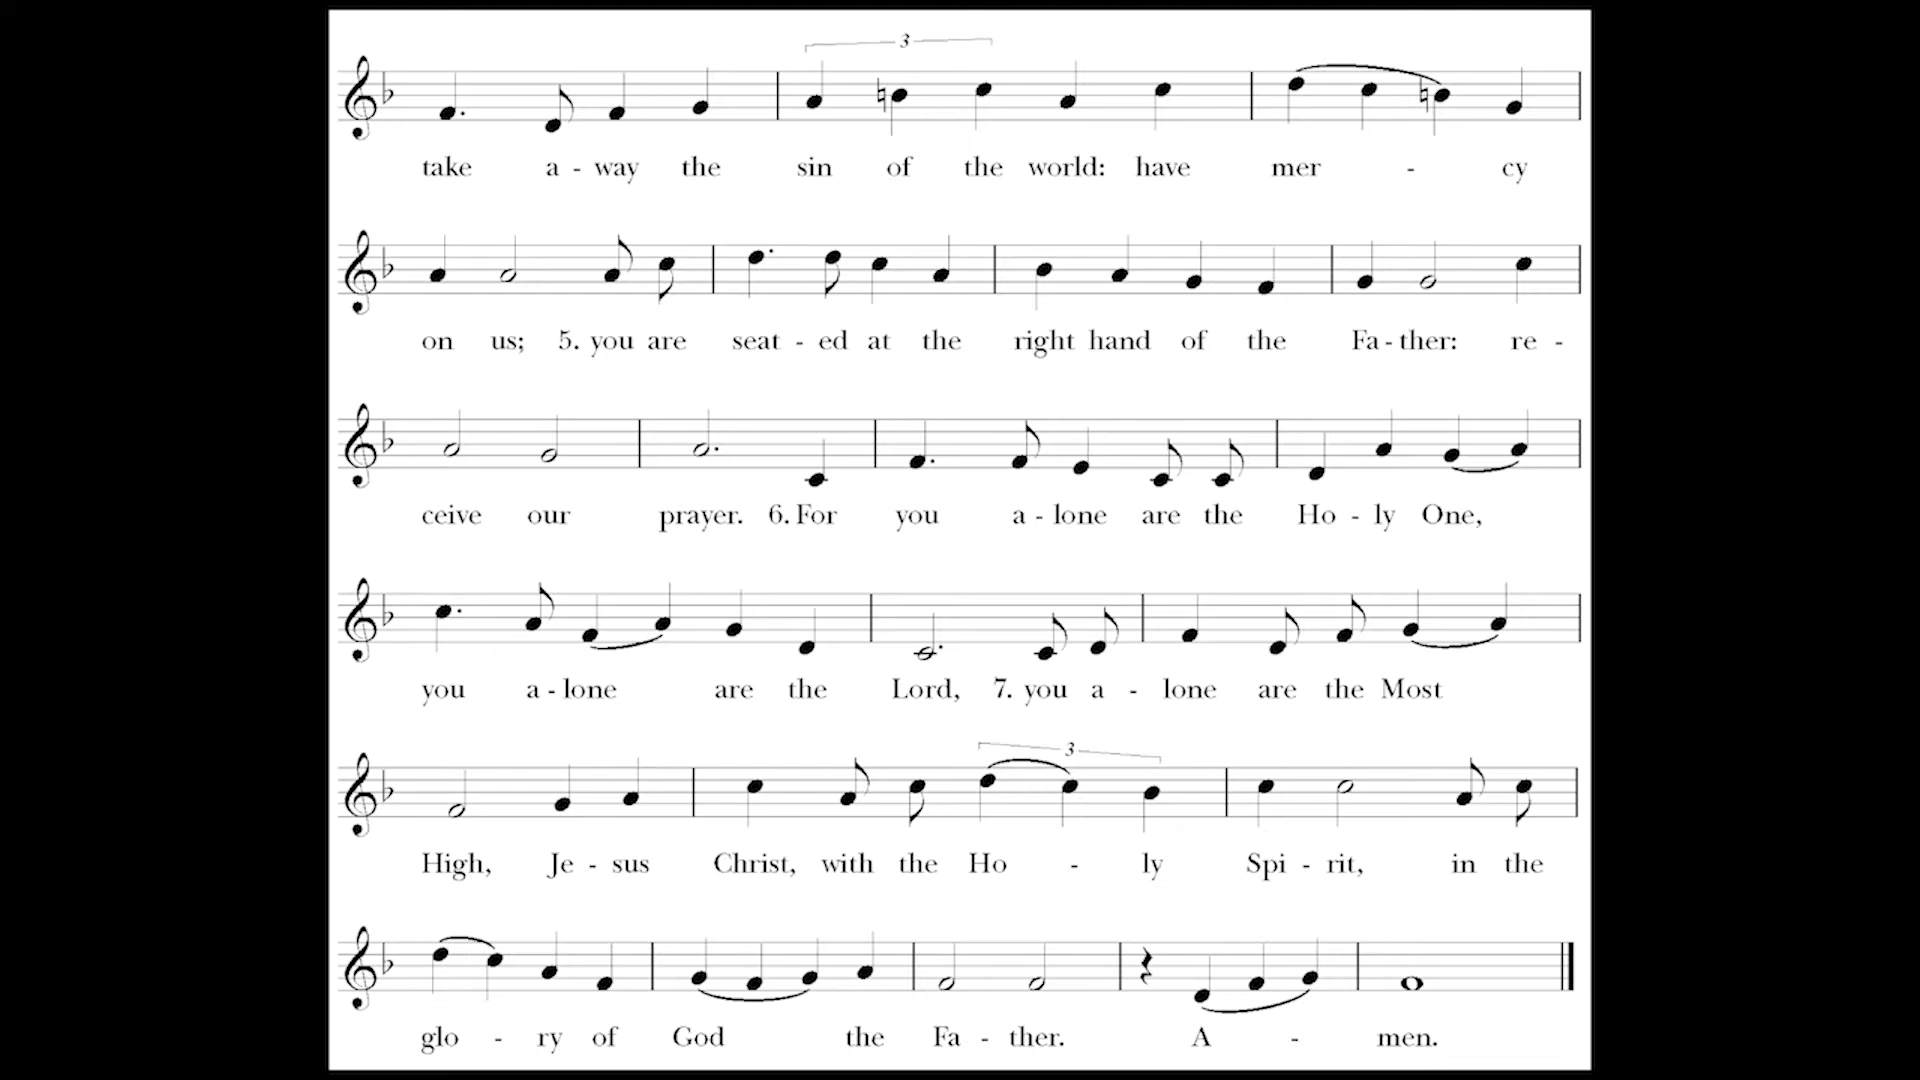 3
take a - way the sin of the world: have mer - cy
on us; 5. you are seat - ed at the right hand of the Fa - ther: re -
ceive our prayer. 6. For you a - lone are the Ho - ly One,
you a - lone are the Lord, 7. you a - lone are the Most
3
High, Je - sus Christ, with the Ho - ly Spi - rit, in the
glo - ry of God the Fa - ther. A - men.